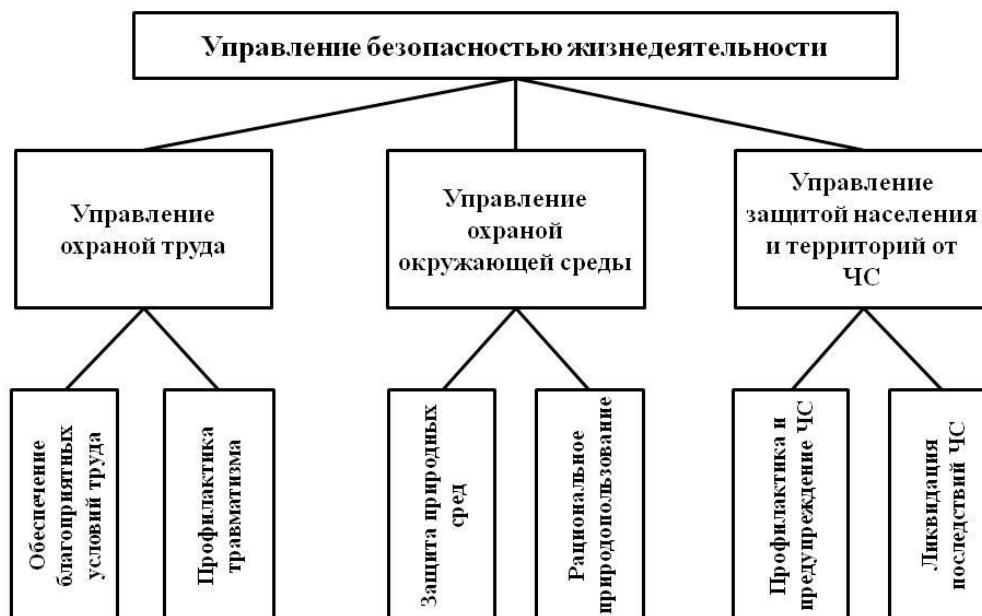 Управление безопасностью жизнедеятельности
Управление
охраной труда
Управление
охраной
окружающей среды
Управление
защитой населения
и территорий от
ЧС
Обеспечение
благоприятных
условий труда
Профилактика
травматизма
Защита природных
сред
Рациональное
природопользование
Профилактика и
предупреждение ЧС
Ликвидация
последствий ЧС